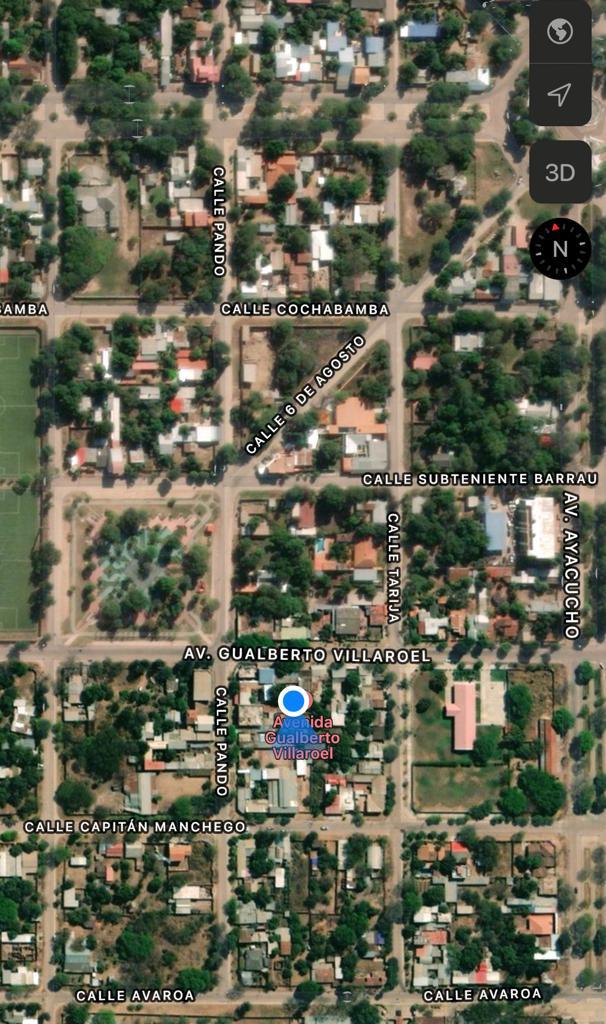 3D
N
CALLE PANDO
AMBA
CALLE COCHABAMBA
CALLE 6 DE AGOSTO
CALLE SUBTENIENTE BARRAU
AV. AYACUCHO
CALLE TARIJA
AV. GUALBERTO VILLAROEL
CALLE PANDO
Avenida
Gualberto
Villaroel
CALLE CAPITÁN MANCHEGO
CALLE AVAROA
CALLE AVAROA